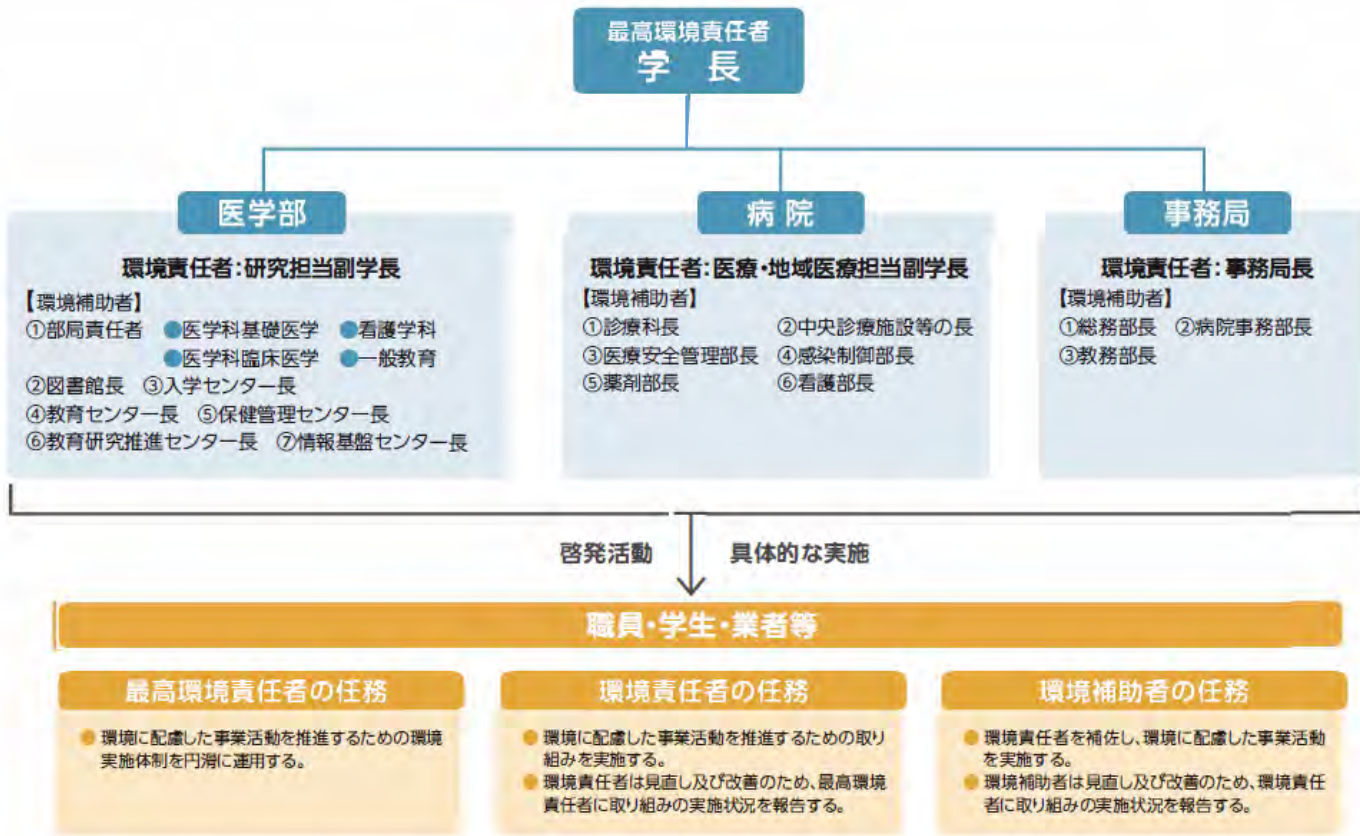 最高環境責任者
学 長
医学部
環境責任者:研究担当副学長
【環境補助者】
①部局責任者 ●医学科基礎医学 ●看護学科
●医学科臨床医学 ●一般教育
②図書館長 ③入学センター長
④教育センター長 ⑤保健管理センター長
⑥教育研究推進センター長 ⑦情報基盤センター長
病 院
環境責任者:医療・地域医療担当副学長
【環境補助者】
①診療科長 ②中央診療施設等の長
③医療安全管理部長 ④感染制御部長
⑤薬剤部長 ⑥看護部長
事務局
環境責任者:事務局長
【環境補助者】
①総務部長 ②病院事務部長
③教務部長
啓発活動 具体的な実施
職員・学生・業者等
最高環境責任者の任務
●環境に配慮した事業活動を推進するための環境
実施体制を円滑に運用する。
環境責任者の任務
●環境に配慮した事業活動を推進するための取り
組みを実施する。
●環境責任者は見直し及び改善のため、最高環境
責任者に取り組みの実施状況を報告する。
環境補助者の任務
●環境責任者を補佐し、環境に配慮した事業活動
を実施する。
●環境補助者は見直し及び改善のため、環境責任
者に取り組みの実施状況を報告する。